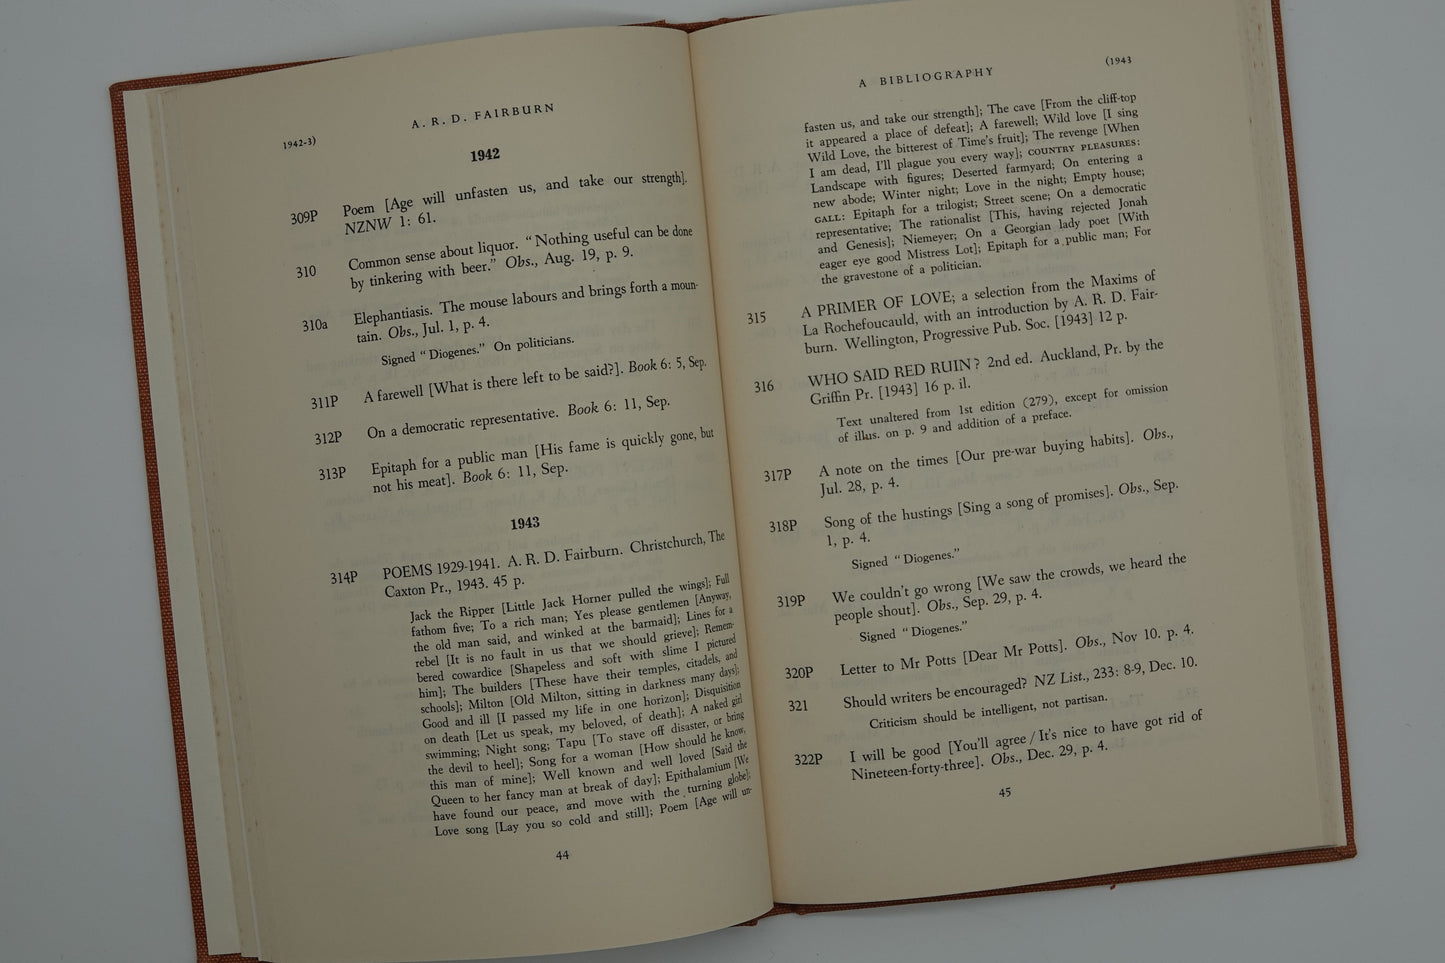 A. R. D. FAIRBURN
1942-3)
1942
309P Poem [Age will unfasten us, and take our strength].
NZNW 1: 61.
310 Common sense about liquor. "Nothing useful can be done
by tinkering with beer." Obs., Aug. 19, p. 9.
310a Elephantiasis. The mouse labours and brings forth a moun-
tain. Obs., Jul. 1, p. 4.
Signed "Diogenes." On politicians.
311P A farewell [What is there left to be said?]. Book 6: 5, Sep.
312P On a democratic representative. Book 6: 11, Sep.
313P Epitaph for a public man [His fame is quickly gone, but
not his meat]. Book 6: 11, Sep.
1943
314P POEMS 1929-1941. A. R. D. Fairburn. Christchurch, The
Caxton Pr., 1943. 45 p.
Jack the Ripper [Little Jack Horner pulled the wings]; Full
fathom five; To a rich man; Yes please gentlemen [Anyway,
the old man said, and winked at the barmaid]; Lines for a
rebel [It is no fault in us that we should grieve]; Remem-
bered cowardice [Shapeless and soft with slime I pictured
him]; The builders [These have their temples, citadels, and
schools]; Milton [Old Milton, sitting in darkness many days];
Good and ill [I passed my life in one horizon]; Disquisition
on death [Let us speak, my beloved, of death]; A naked girl
swimming; Night song; Tapu [To stave off disaster, or bring
the devil to heel]; Song for a woman [How should he know,
this man of mine]; Well known and well loved [Said the
Queen to her fancy man at break of day]; Epithalamium [We
have found our peace, and move with the turning globe];
Love song [Lay you so cold and still]; Poem [Age will un-
44
A BIBLIOGRAPHY
(1943
fasten us, and take our strength]; The cave [From the cliff-top
it appeared a place of defeat]; A farewell; Wild love [I sing
Wild Love, the bitterest of Time's fruit]; The revenge [When
I am dead, I'll plague you every way]; COUNTRY PLEASURES:
Landscape with figures; Deserted farmyard; On entering a
new abode; Winter night; Love in the night; Empty house;
GALL: Epitaph for a trilogist; Street scene; On a democratic
representative; The rationalist [This, having rejected Jonah
and Genesis]; Niemeyer; On a Georgian lady poet [With
eager eye good Mistress Lot]; Epitaph for a public man; For
the gravestone of a politician.
315 A PRIMER OF LOVE; a selection from the Maxims of
La Rochefoucauld, with an introduction by A. R. D. Fair-
burn. Wellington, Progressive Pub. Soc. [1943] 12 p.
316 WHO SAID RED RUIN? 2nd ed. Auckland, Pr. by the
Griffin Pr. [1943] 16 p. il.
Text unaltered from 1st edition (279), except for omission
of illus. on p. 9 and addition of a preface.
317P A note on the times [Our pre-war buying habits]. Obs.,
Jul. 28, p. 4.
318P Song of the hustings [Sing a song of promises]. Obs., Sep.
1, p. 4.
Signed "Diogenes."
319P We couldn't go wrong [We saw the crowds, we heard the
people shout]. Obs., Sep. 29, p. 4.
Signed "Diogenes."
320P Letter to Mr Potts [Dear Mr Potts]. Obs., Nov 10. p. 4.
321 Should writers be encouraged? NZ List., 233: 8-9, Dec. 10.
Criticism should be intelligent, not partisan.
322P I will be good [You'll agree / It's nice to have got rid of
Nineteen-forty-three]. Obs., Dec. 29, p. 4.
45